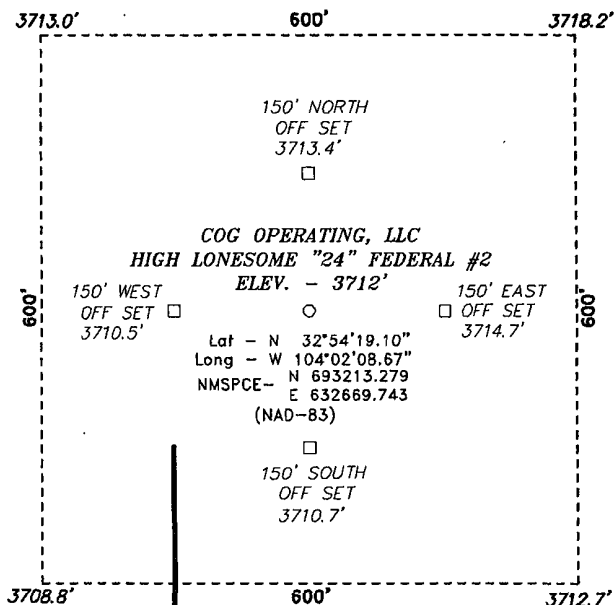 3713.0' 600' 3718.2'
150' NORTH
OFF SET
3713.4'
COG OPERATING, LLC
HIGH LONESOME "24" FEDERAL #2
ELEV. - 3712'
600'
150' WEST
OFF SET
3710.5'
150' EAST
OFF SET
3714.7'
600'
Lat - N 32°54'19.10"
Long - W 104°02'08.67"
NMSPCE- N 693213.279
E 632669.743
(NAD-83)
150' SOUTH
OFF SET
3710.7'
3708.8' 600' 3712.7'